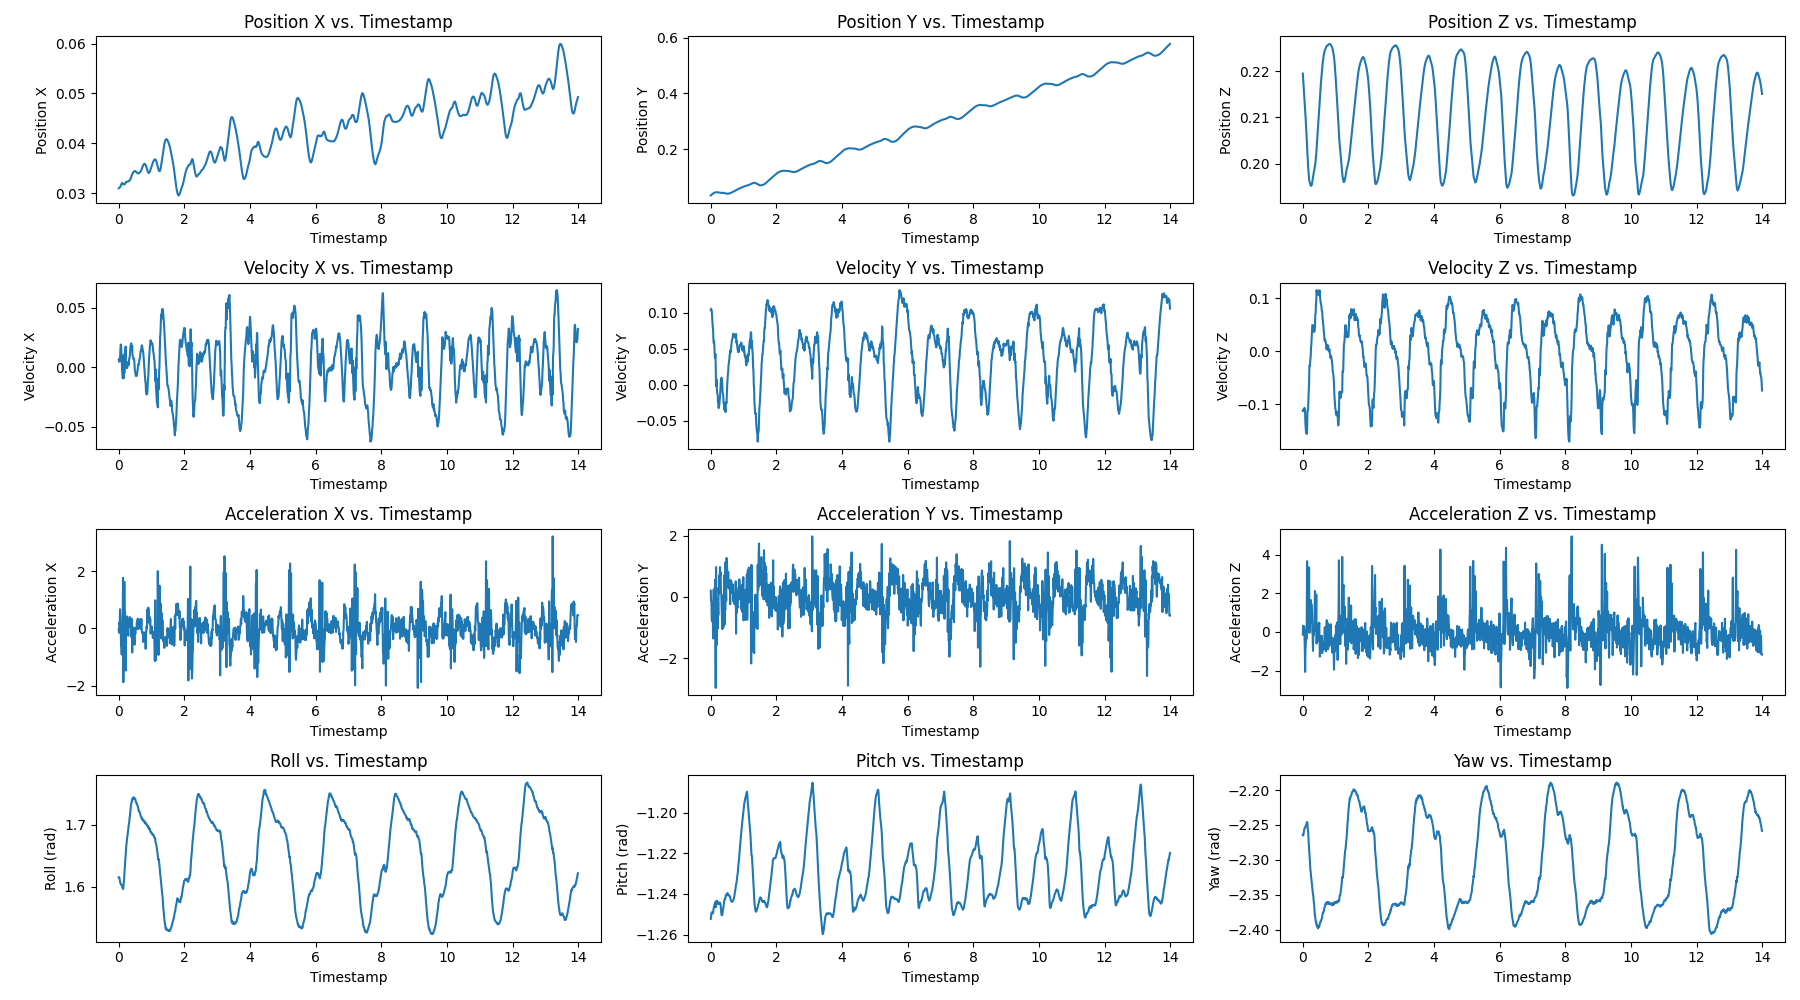 Position X vs. Timestamp
Position X
0.06
0.05
0.04
0.03
0 2 4 6 8 10 12 14
Timestamp
Position Y vs. Timestamp
Position Y
0.6
0.4
0.2
0 2 4 6 8 10 12 14
Timestamp
Position Z vs. Timestamp
Position Z
0.22
0.21
0.20
0 2 4 6 8 10 12 14
Timestamp
Velocity X vs. Timestamp
Velocity X
0.05
0.00
−0.05
0 2 4 6 8 10 12 14
Timestamp
Velocity Y vs. Timestamp
Velocity Y
0.10
0.05
0.00
−0.05
0 2 4 6 8 10 12 14
Timestamp
Velocity Z vs. Timestamp
Velocity Z
0.1
0.0
−0.1
0 2 4 6 8 10 12 14
Timestamp
Acceleration X vs. Timestamp
Acceleration X
2
0
−2
0 2 4 6 8 10 12 14
Timestamp
Acceleration Y vs. Timestamp
Acceleration Y
2
0
−2
0 2 4 6 8 10 12 14
Timestamp
Acceleration Z vs. Timestamp
Acceleration Z
4
2
0
−2
0 2 4 6 8 10 12 14
Timestamp
Roll vs. Timestamp
Roll (rad)
1.7
1.6
0 2 4 6 8 10 12 14
Timestamp
Pitch vs. Timestamp
Pitch (rad)
−1.20
−1.22
−1.24
−1.26
0 2 4 6 8 10 12 14
Timestamp
Yaw vs. Timestamp
Yaw (rad)
−2.20
−2.25
−2.30
−2.35
−2.40
0 2 4 6 8 10 12 14
Timestamp